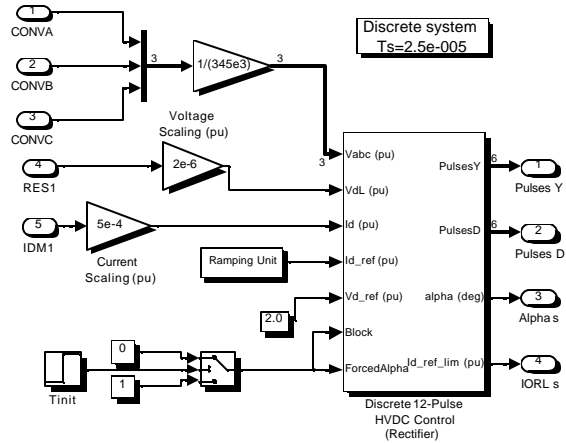 1
CONVA
2
CONVB
3
CONVC
3
1/(345e3)
3
Discrete system
Ts=2.5e-005
Voltage
Scaling (pu)
4
RES1
2e-6
3
5
IDM1
5e-4
Current
Scaling (pu)
Ramping Unit
2.0
0
1
Tinit
Vabc (pu)
VdL (pu)
Id (pu)
Id_ref (pu)
Vd_ref (pu)
Block
ForcedAlpha
PulsesY
PulsesD
alpha (deg)
Id_ref_lim (pu)
Discrete 12-Pulse
HVDC Control
(Rectifier)
6
1
Pulses Y
6
2
Pulses D
3
Alphas
4
IORLs